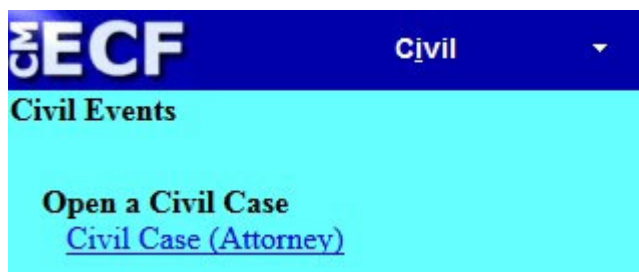 CM ECF Civil
Civil Events
Open a Civil Case
Civil Case (Attorney)